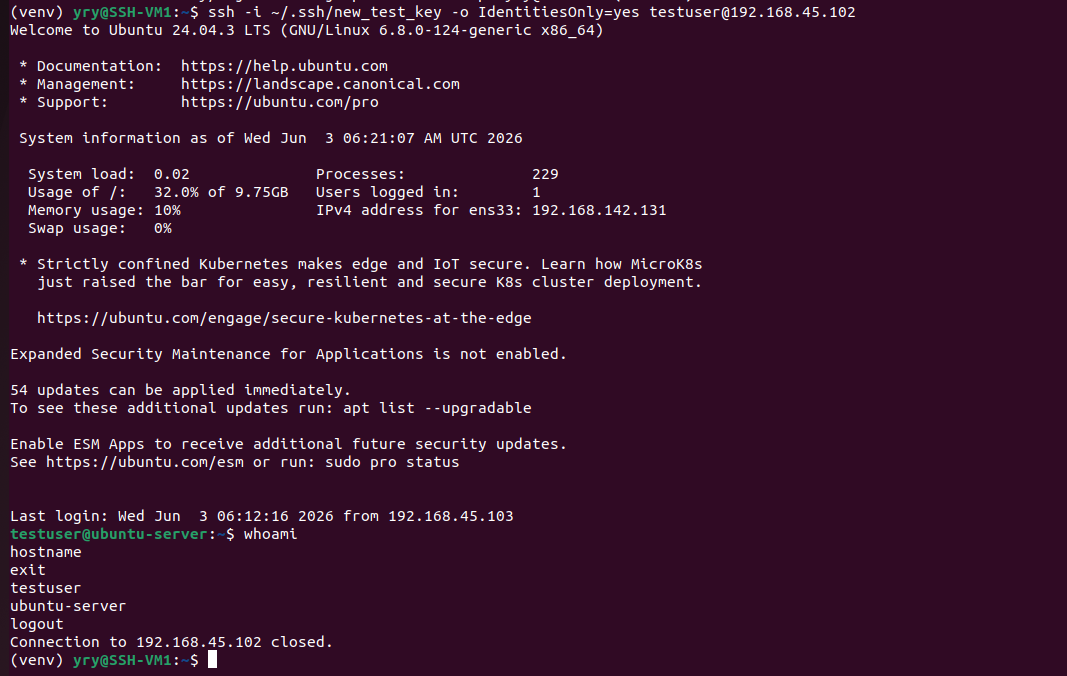 (venv) yry@SSH-VM1:~$ ssh -i ~/.ssh/new_test_key -o IdentitiesOnly=yes testuser@192.168.45.102
Welcome to Ubuntu 24.04.3 LTS (GNU/Linux 6.8.0-124-generic x86_64)

 * Documentation:  https://help.ubuntu.com
 * Management:     https://landscape.canonical.com
 * Support:        https://ubuntu.com/pro

 System information as of Wed Jun  3 06:21:07 AM UTC 2026

  System load:  0.02              Processes:              229
  Usage of /:   32.0% of 9.75GB   Users logged in:        1
  Memory usage: 10%               IPv4 address for ens33: 192.168.142.131
  Swap usage:   0%

 * Strictly confined Kubernetes makes edge and IoT secure. Learn how MicroK8s
   just raised the bar for easy, resilient and secure K8s cluster deployment.

   https://ubuntu.com/engage/secure-kubernetes-at-the-edge

Expanded Security Maintenance for Applications is not enabled.

54 updates can be applied immediately.
To see these additional updates run: apt list --upgradable

Enable ESM Apps to receive additional future security updates.
See https://ubuntu.com/esm or run: sudo pro status


Last login: Wed Jun  3 06:12:16 2026 from 192.168.45.103
testuser@ubuntu-server:~$ whoami
hostname
exit
testuser
ubuntu-server
logout
Connection to 192.168.45.102 closed.
(venv) yry@SSH-VM1:~$